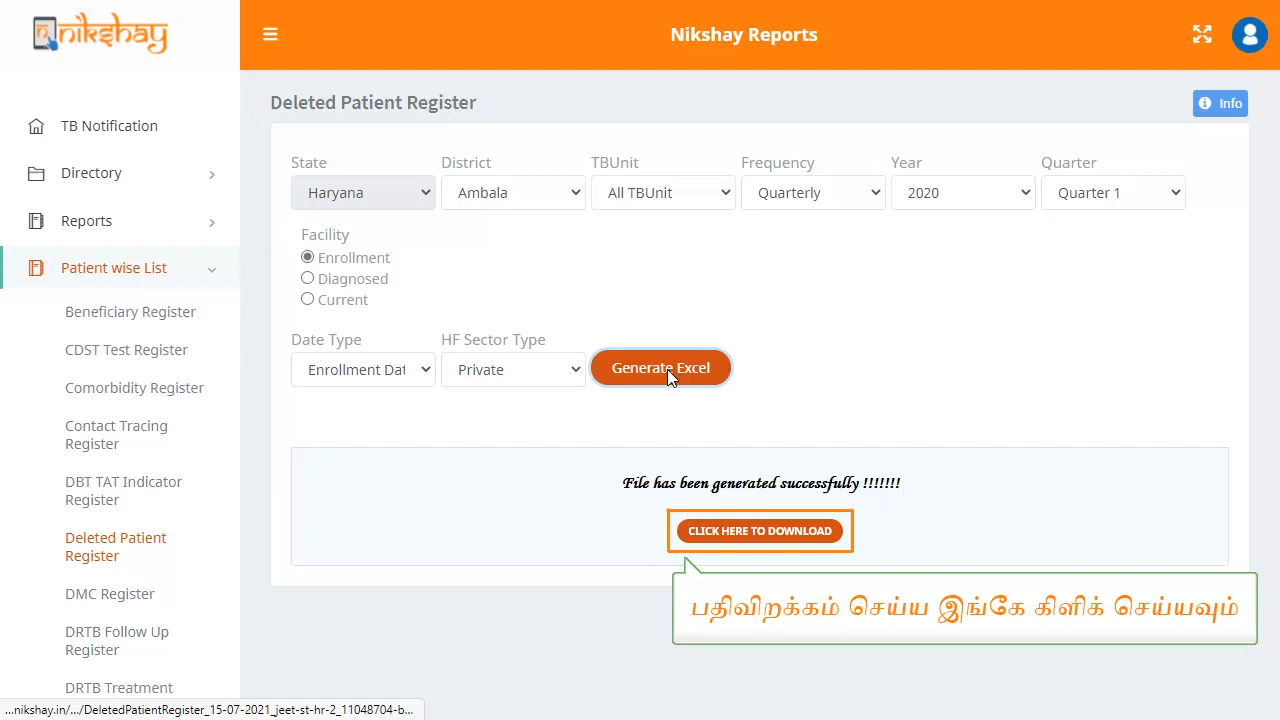 nikshay
Nikshay Reports
Deleted Patient Register
Info
TB Notification
Directory
Reports
Patient wise List
Beneficiary Register
CDST Test Register
Comorbidity Register
Contact Tracing
Register
DBT TAT Indicator
Register
Deleted Patient
Register
DMC Register
DRTB Follow Up
Register
DRTB Treatment
State District TBUnit Frequency Year Quarter
Haryana Ambala All TBUnit Quarterly 2020 Quarter 1
Facility
Enrollment
Diagnosed
Current
Date Type HF Sector Type
Enrollment Dat Private Generate Excel
File has been generated successfully !!!!!!!
CLICK HERE TO DOWNLOAD
பதிவிறக்கம் செய்ய இங்கே கிளிக் செய்யவும்
...nikshay.in/.../DeletedPatientRegister_15-07-2021_jeet-st-hr-2_11048704-b...